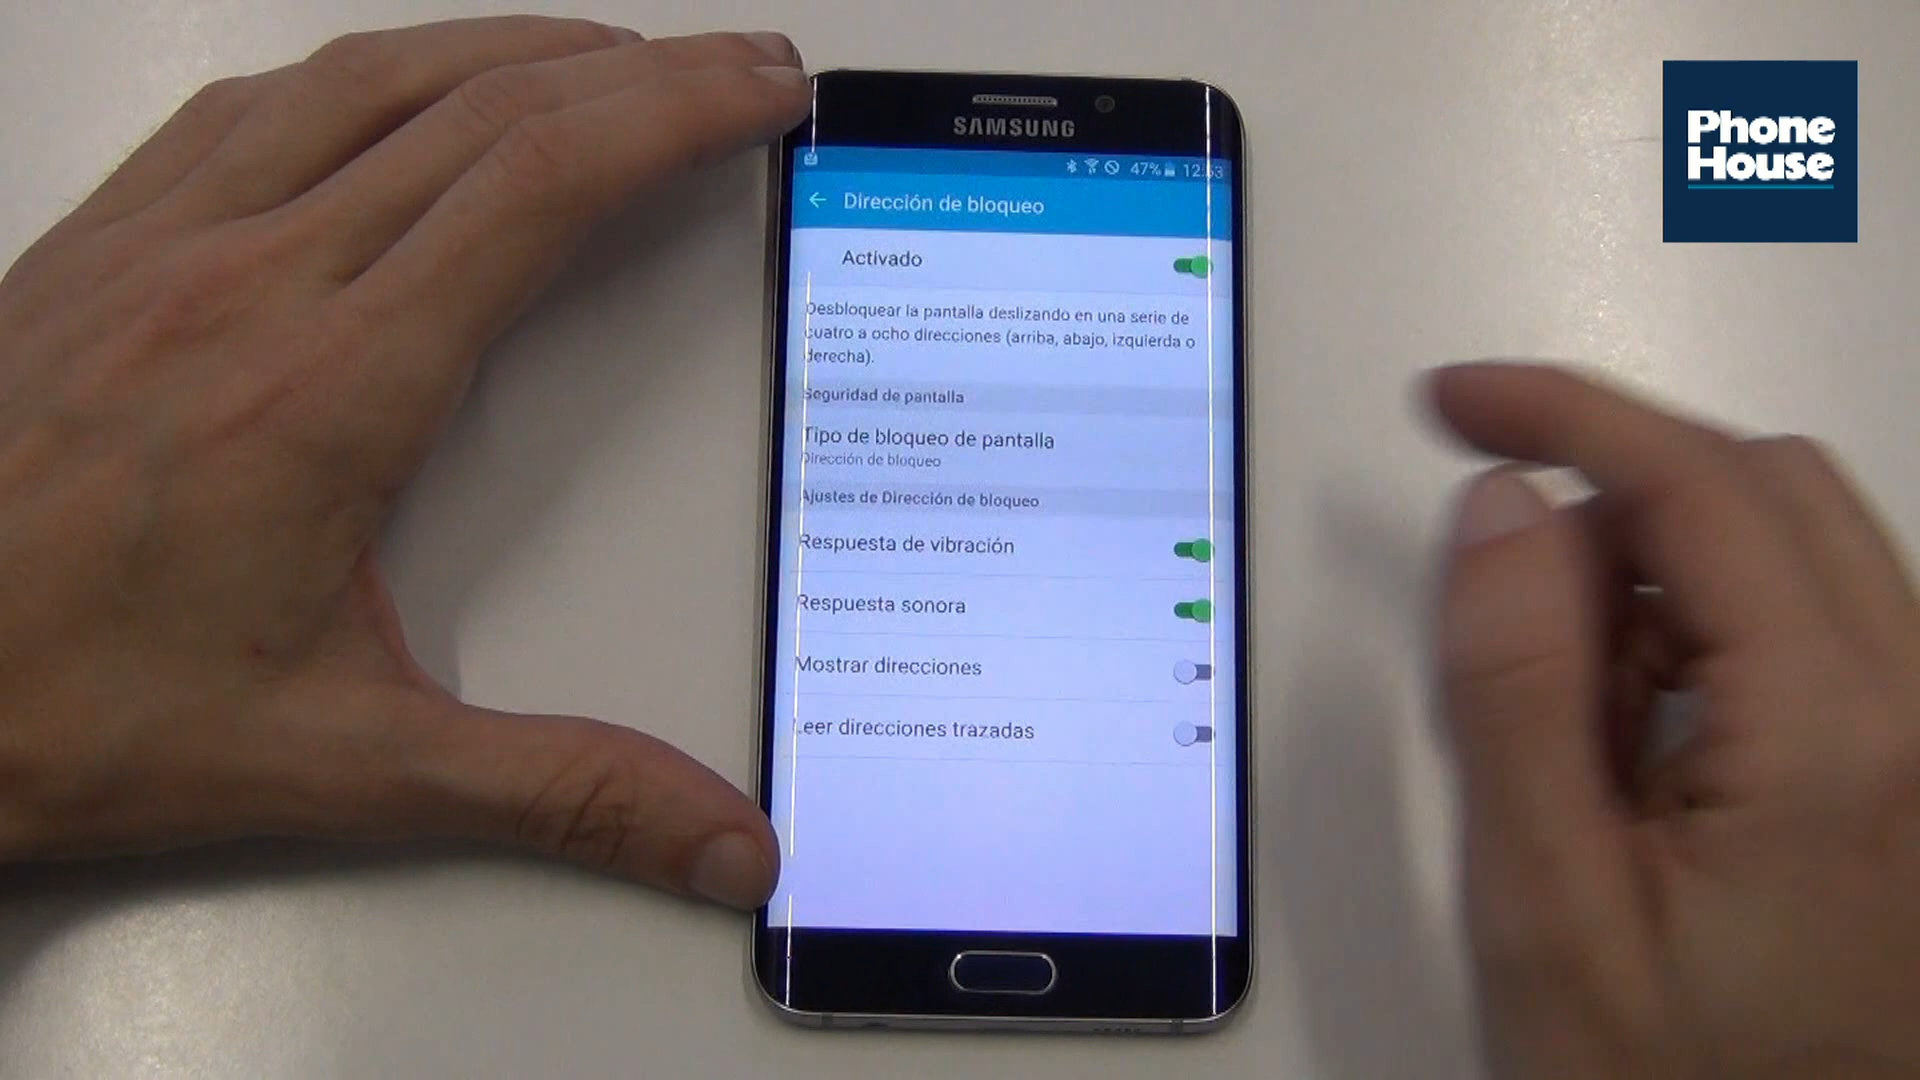 Phone
House
SAMSUNG
47%
Dirección de bloqueo
Activado
Desbloquear la pantalla deslizando en una serie de
cuatro a ocho direcciones (arriba, abajo, izquierda o
derecha).
Seguridad de pantalla
Tipo de bloqueo de pantalla
Dirección de bloqueo
Ajustes de Dirección de bloqueo
Respuesta de vibración
Respuesta sonora
Mostrar direcciones
Leer direcciones trazadas